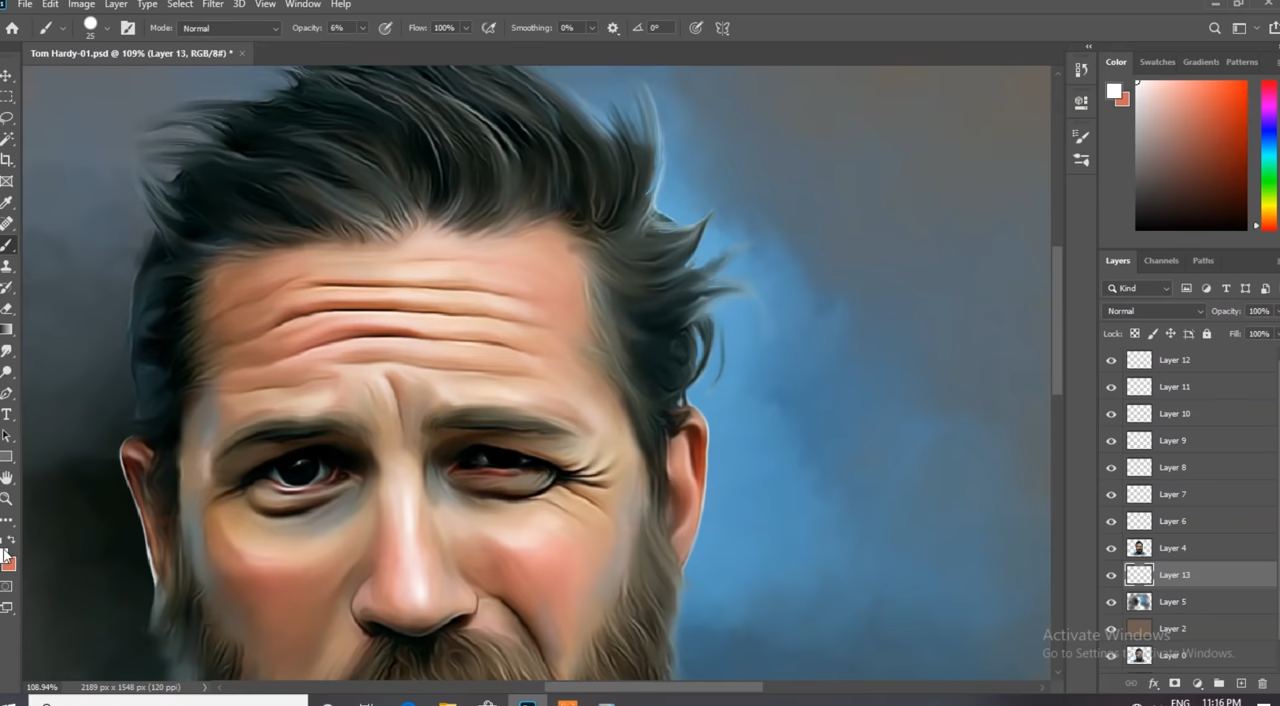 File Edit Image Layer Type Select Filter 3D View Window Help
25 Mode: Normal Opacity: 6% Flow: 100% Smoothing: 0% 0°
Tom Hardy-01.psd @ 109% (Layer 13, RGB/8#) * ×
Color Swatches Gradients Patterns
Layers Channels Paths
Kind
Normal Opacity: 100%
Lock: Fill: 100%
Layer 12
Layer 11
Layer 10
Layer 9
Layer 8
Layer 7
Layer 6
Layer 4
Layer 13
Layer 5
Layer 2
Layer 0
Activate Windows
Go to Settings to activate Windows.
108.94% 2189 px x 1548 px (120 ppi)
fx
ENG 11:16 PM